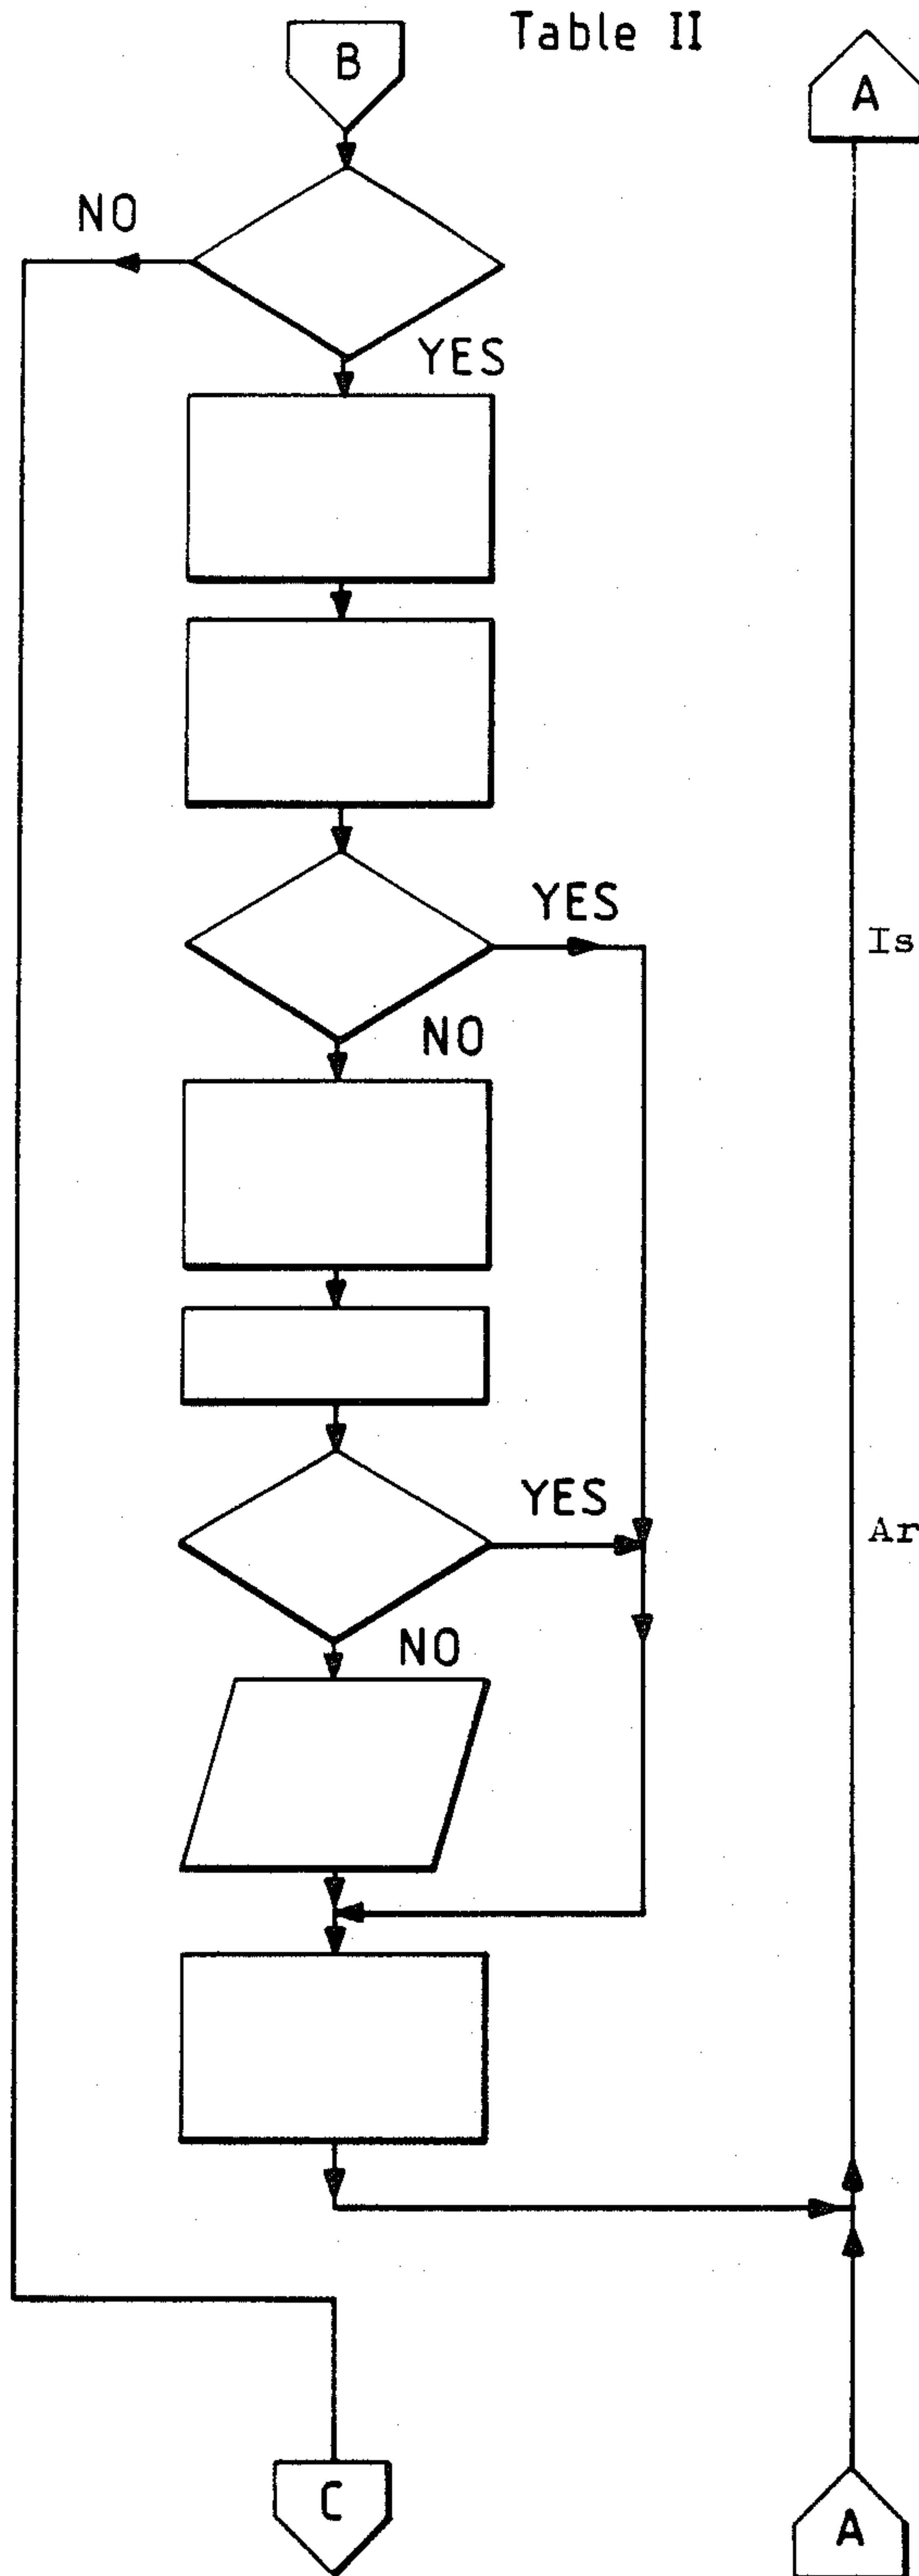 Table II
B
A
NO
YES
YES
Is
NO
YES
Ar
NO
C
A